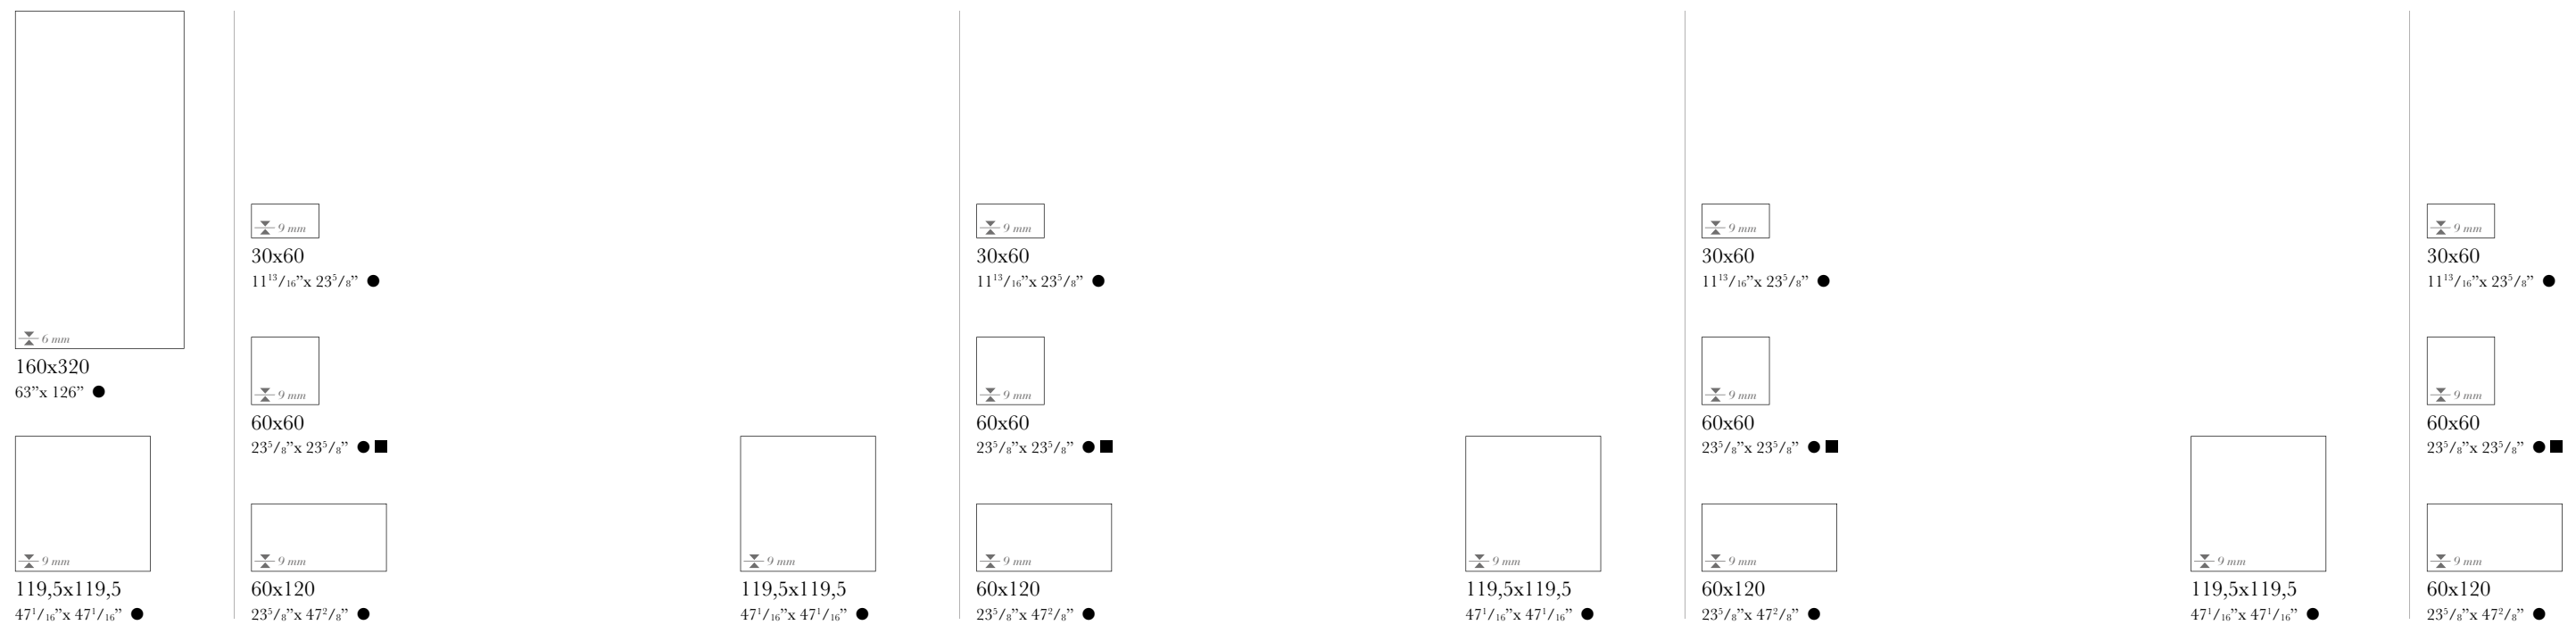 6 mm
160x320
63”x 126” ●
9 mm
119,5x119,5
47¹/₁₆”x 47¹/₁₆” ●
9 mm
30x60
11¹³/₁₆”x 23⁵/₈” ●
9 mm
60x60
23⁵/₈”x 23⁵/₈” ● ■
9 mm
60x120
23⁵/₈”x 47²/₈” ●
9 mm
119,5x119,5
47¹/₁₆”x 47¹/₁₆” ●
9 mm
30x60
11¹³/₁₆”x 23⁵/₈” ●
9 mm
60x60
23⁵/₈”x 23⁵/₈” ● ■
9 mm
60x120
23⁵/₈”x 47²/₈” ●
9 mm
119,5x119,5
47¹/₁₆”x 47¹/₁₆” ●
9 mm
30x60
11¹³/₁₆”x 23⁵/₈” ●
9 mm
60x60
23⁵/₈”x 23⁵/₈” ● ■
9 mm
60x120
23⁵/₈”x 47²/₈” ●
9 mm
119,5x119,5
47¹/₁₆”x 47¹/₁₆” ●
9 mm
30x60
11¹³/₁₆”x 23⁵/₈” ●
9 mm
60x60
23⁵/₈”x 23⁵/₈” ● ■
9 mm
60x120
23⁵/₈”x 47²/₈” ●